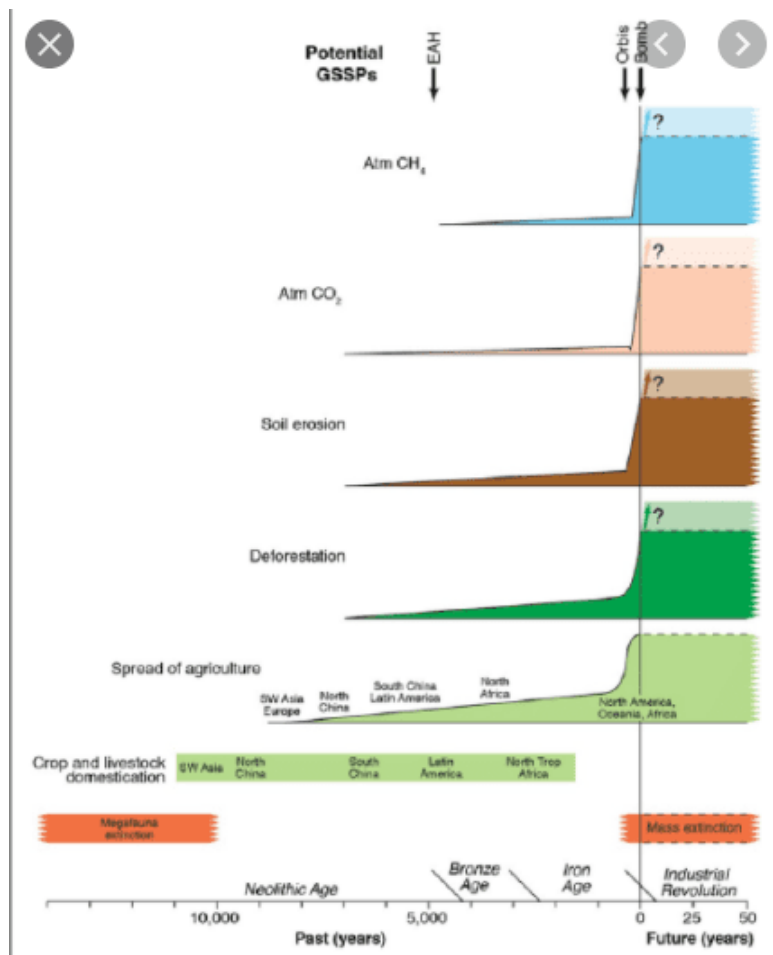 Potential
GSSPs
EAH
Orbis
Bomb
?
Atm CH₄
?
Atm CO₂
?
Soil erosion
?
Deforestation
Spread of agriculture
SW Asia
Europe
North
China
South China
Latin America
North
Africa
North America,
Oceania, Africa
Crop and livestock
domestication
SW Asia
North
China
South
China
Latin
America
North Trop
Africa
Megafauna
extinction
Mass extinction
Neolithic Age
Bronze
Age
Iron
Age
Industrial
Revolution
10,000
5,000
0
25
50
Past (years)
Future (years)